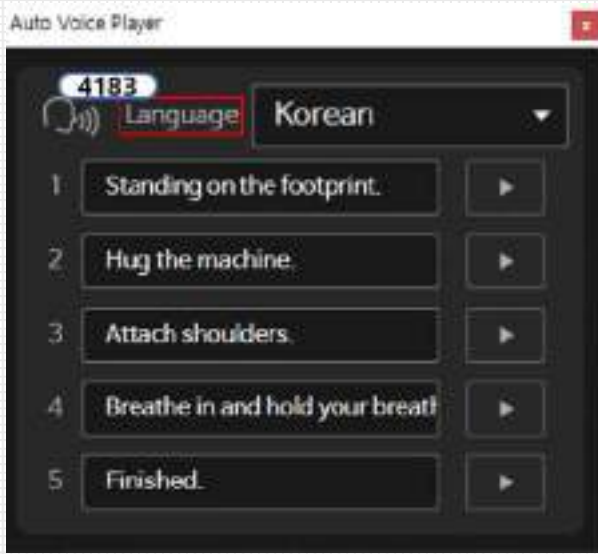 Auto Voice Player
x
4183
Language
Korean
1 Standing on the footprint.
2 Hug the machine.
3 Attach shoulders.
4 Breathe in and hold your breath
5 Finished.